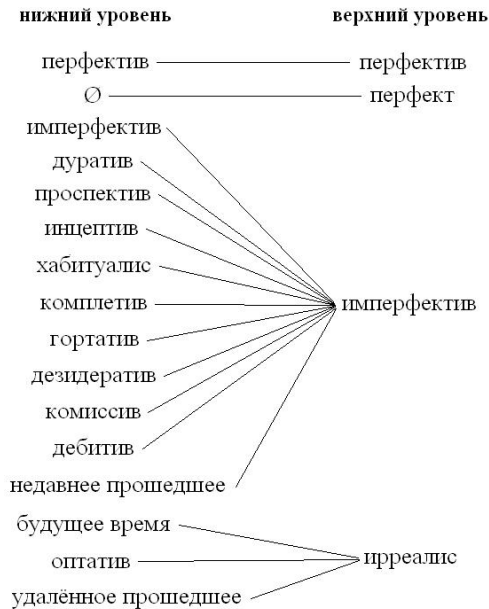 нижний уровень верхний уровень
перфектив перфектив
∅ перфект
имперфектив
дуратив
проспектив
инцептив
хабитуалис
комплетив имперфектив
гортатив
дезидератив
комиссив
дебитив
недавнее прошедшее
будущее время
оптатив ирреалис
удалённое прошедшее